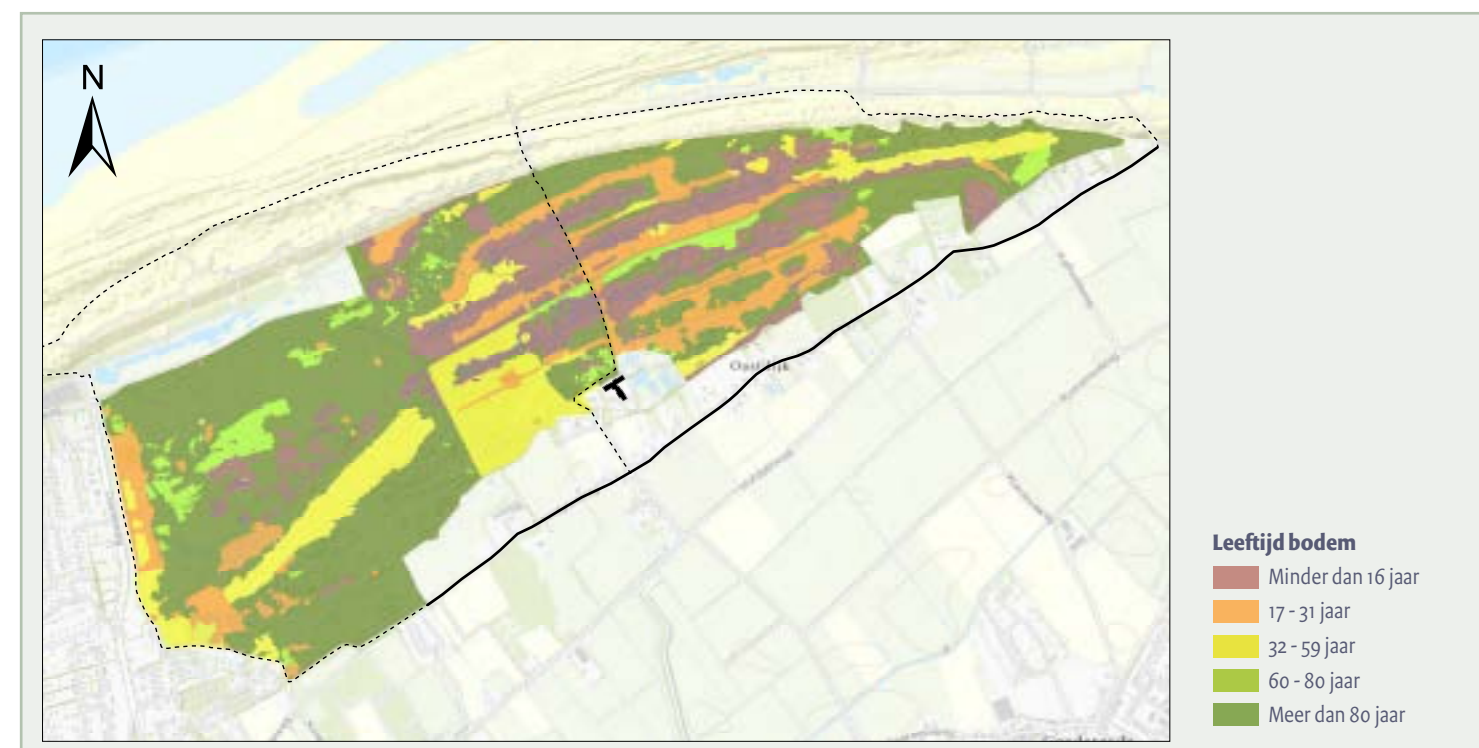 N
Leeftijd bodem
Minder dan 16 jaar
17 - 31 jaar
32 - 59 jaar
60 - 80 jaar
Meer dan 80 jaar